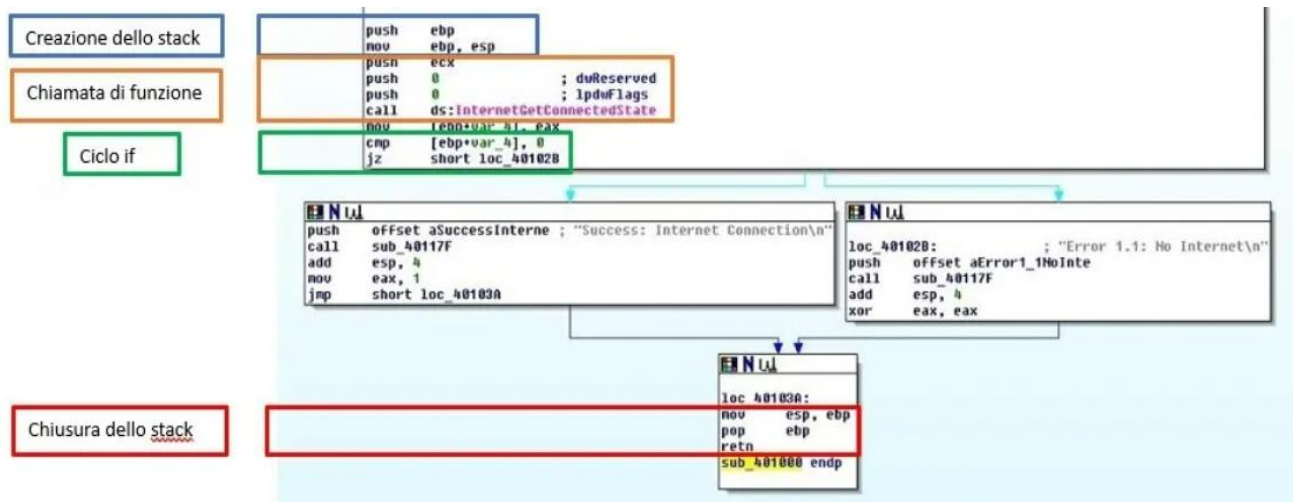 Creazione dello stack
push ebp
mov ebp, esp
Chiamata di funzione
push ecx
push 0 ; dwReserved
push 0 ; lpdwFlags
call ds:InternetGetConnectedState
mov [ebp+var_4], eax
Ciclo if
cmp [ebp+var_4], 0
jz short loc_40102B
push offset aSuccessInterne ; "Success: Internet Connection\n"
call sub_40117F
add esp, 4
mov eax, 1
jmp short loc_40103A
loc_40102B: ; "Error 1.1: No Internet\n"
push offset aError1_1NoInte
call sub_40117F
add esp, 4
xor eax, eax
loc_40103A:
Chiusura dello stack
mov esp, ebp
pop ebp
retn
sub_401000 endp